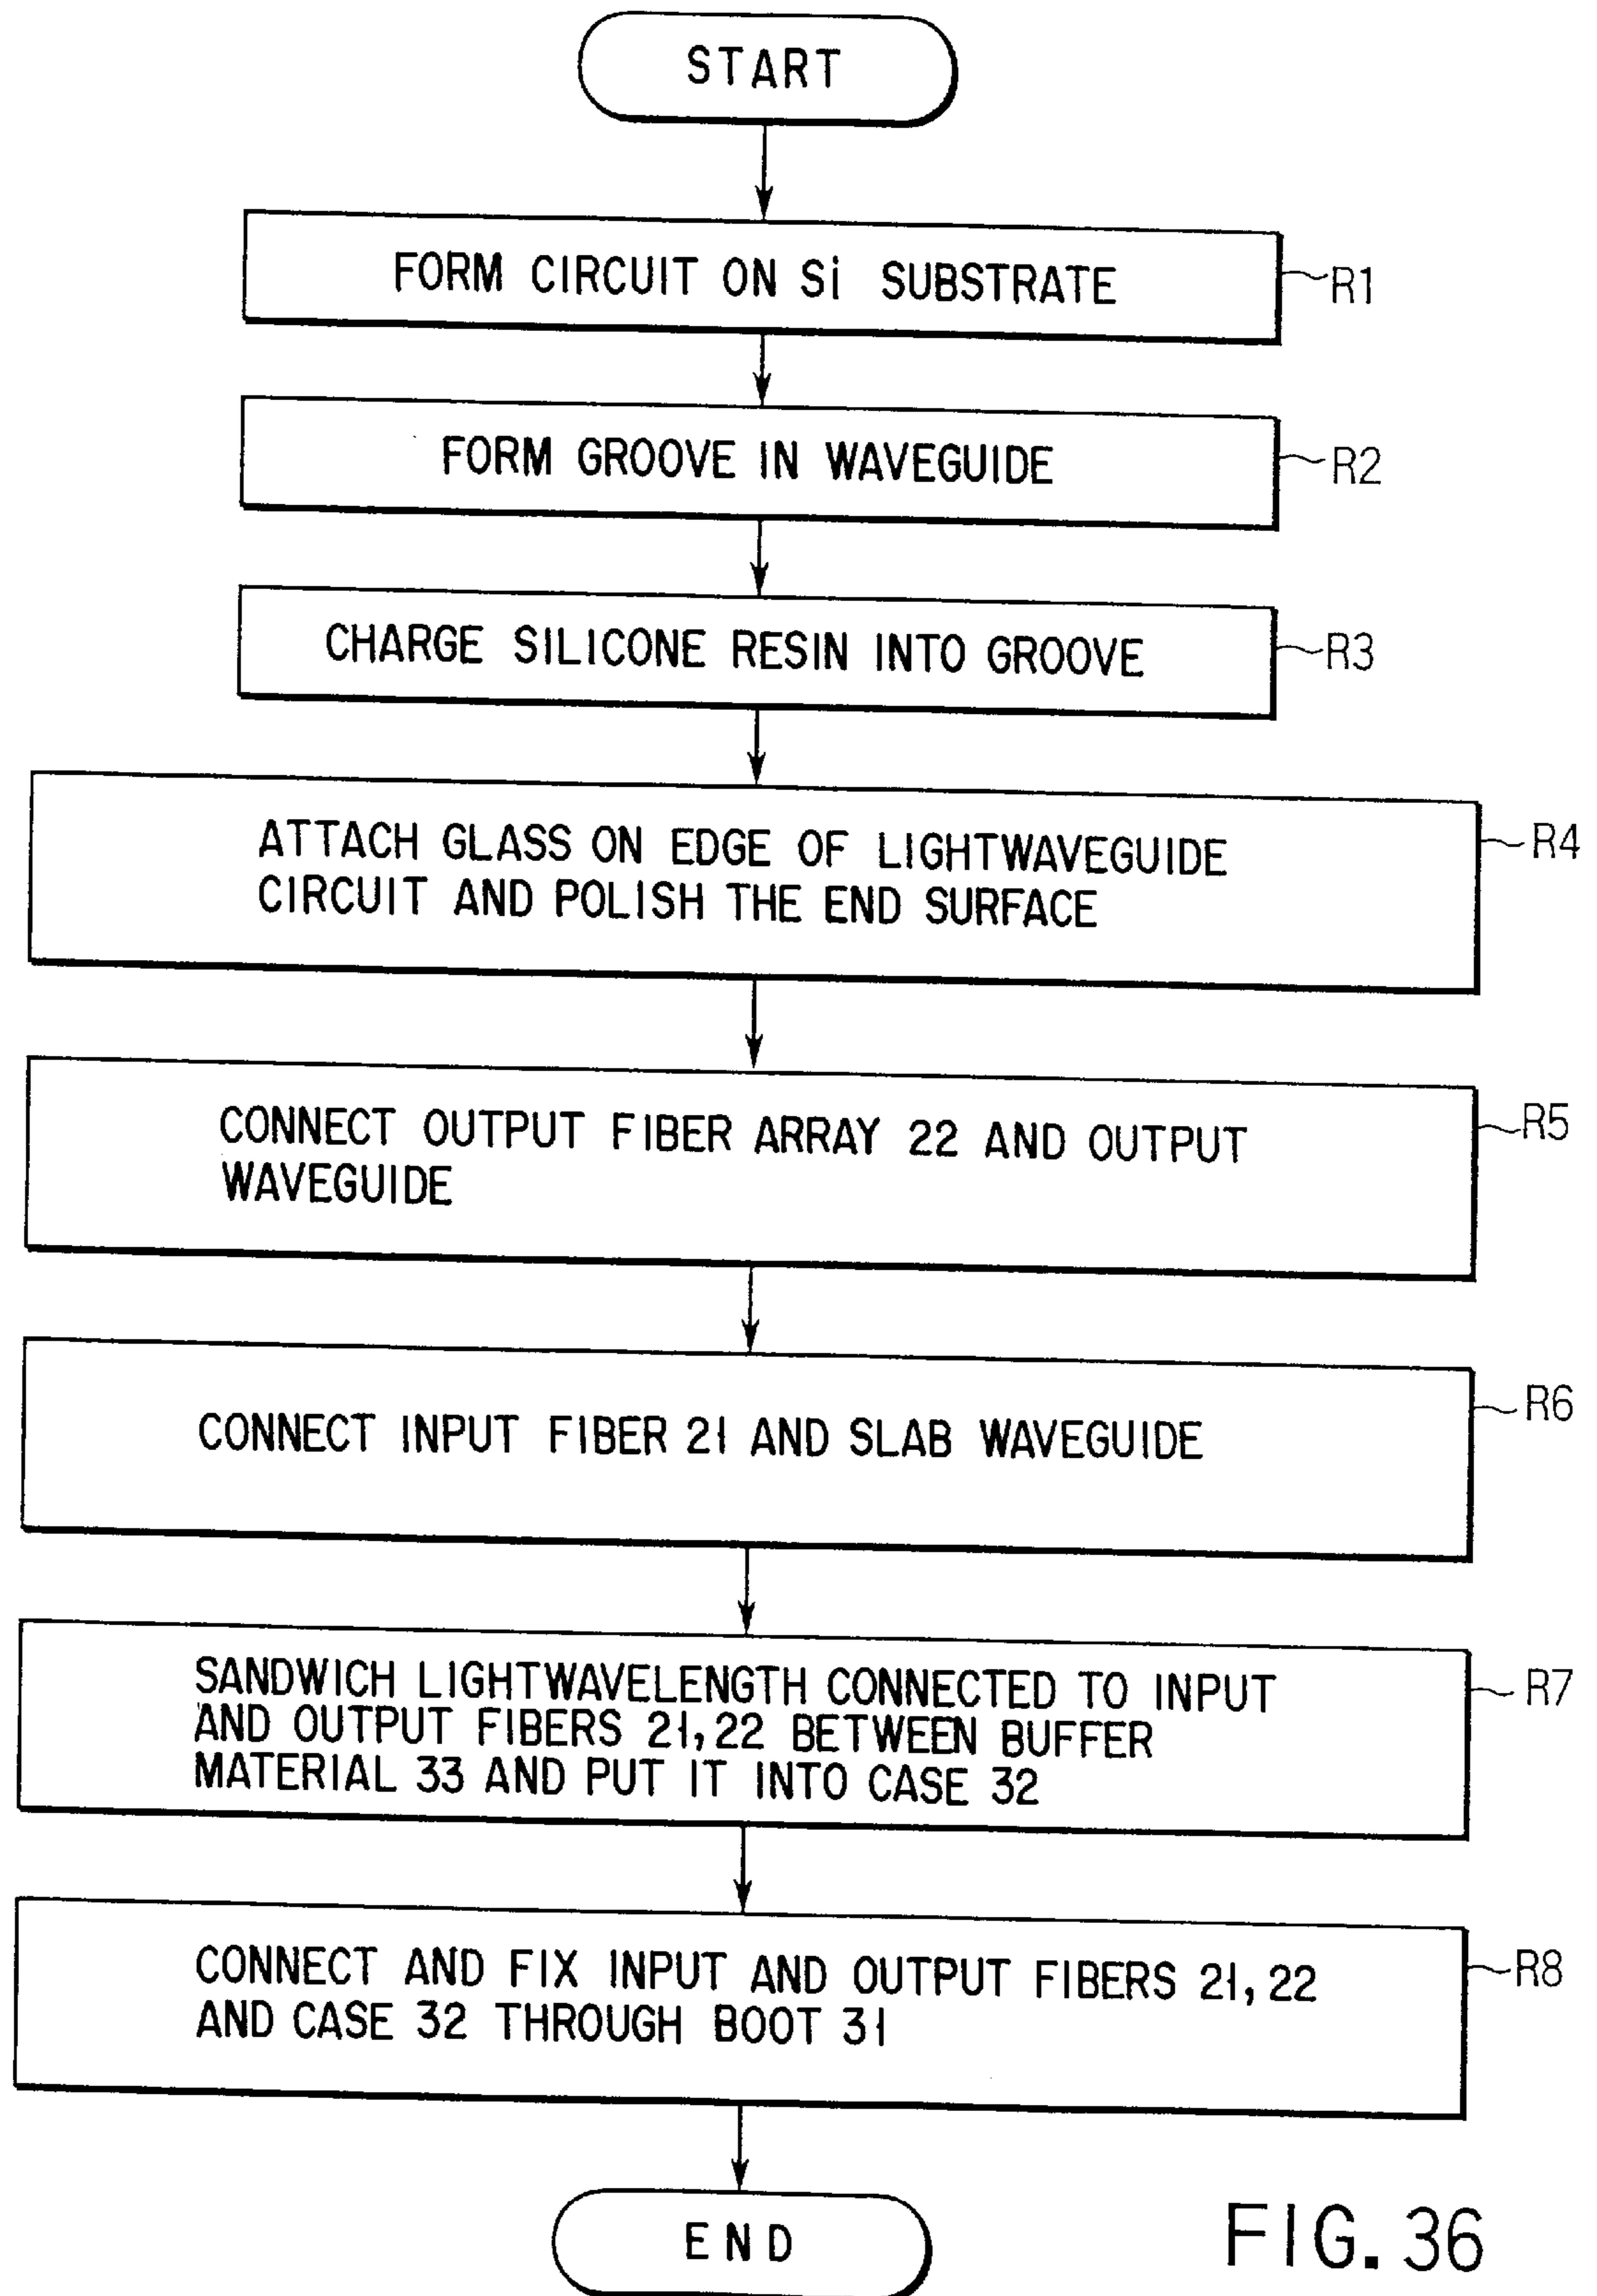 START
FORM CIRCUIT ON Si SUBSTRATE
R1
FORM GROOVE IN WAVEGUIDE
R2
CHARGE SILICONE RESIN INTO GROOVE
R3
ATTACH GLASS ON EDGE OF LIGHTWAVEGUIDE
CIRCUIT AND POLISH THE END SURFACE
R4
CONNECT OUTPUT FIBER ARRAY 22 AND OUTPUT
WAVEGUIDE
R5
CONNECT INPUT FIBER 21 AND SLAB WAVEGUIDE
R6
SANDWICH LIGHTWAVELENGTH CONNECTED TO INPUT
AND OUTPUT FIBERS 21,22 BETWEEN BUFFER
MATERIAL 33 AND PUT IT INTO CASE 32
R7
CONNECT AND FIX INPUT AND OUTPUT FIBERS 21,22
AND CASE 32 THROUGH BOOT 31
R8
END
FIG. 36